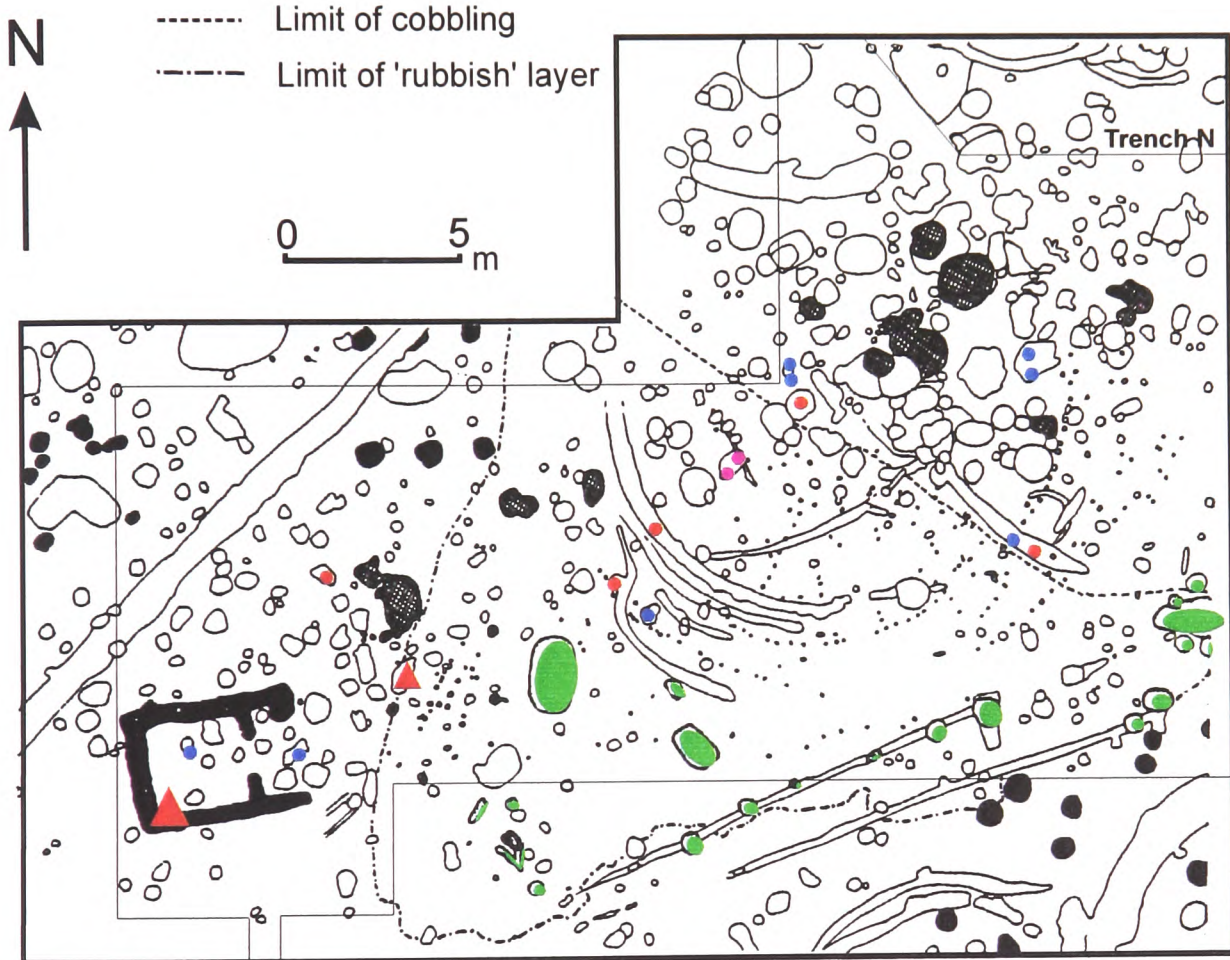 Limit of cobbling
N
Limit of 'rubbish' layer
Trench N
0 5
m